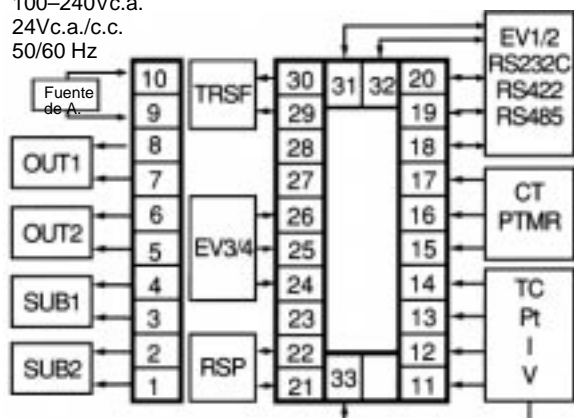 100–240Vc.a.
24Vc.a./c.c.
50/60 Hz
Fuente
de A.
OUT1
OUT2
SUB1
SUB2
10
9
8
7
6
5
4
3
2
1
TRSF
EV3/4
RSP
30
29
28
27
26
25
24
23
22
21
31 32
33
20
19
18
17
16
15
14
13
12
11
EV1/2
RS232C
RS422
RS485
CT
PTMR
TC
Pt
I
V